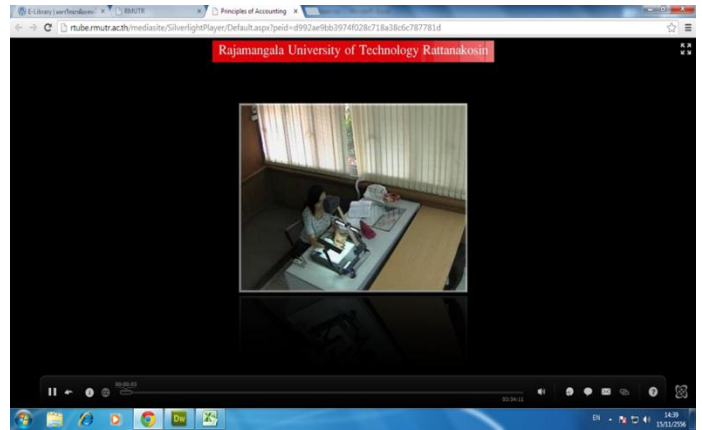 RMUTR
Principles of Accounting
rtube.rmutr.ac.th/mediasite/SilverlightPlayer/Default.aspx?peid=d992ae9bb3974f028c718a38c6c787781d
Rajamangala University of Technology Rattanakosin
00:00:03
03:34:11
Dw
EN
14:39
15/11/2556